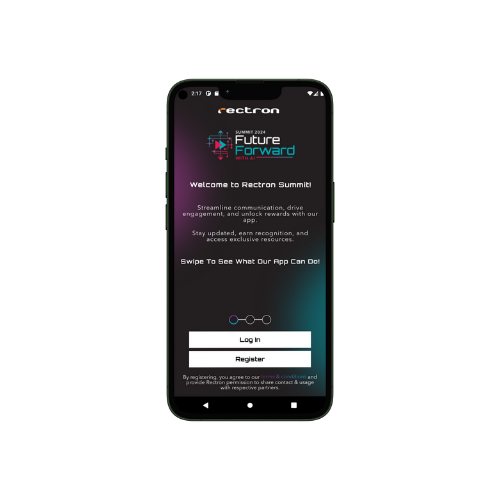 2:17
rectron
SUMMIT 2024
Future
Forward
WITH AI
Welcome to Rectron Summit!
Streamline communication, drive
engagement, and unlock rewards with our
app.
Stay updated, earn recognition, and
access exclusive resources.
Swipe To See What Our App Can Do!
Log In
Register
By registering, you agree to our terms & conditions and
provide Rectron permission to share contact & usage
with respective partners